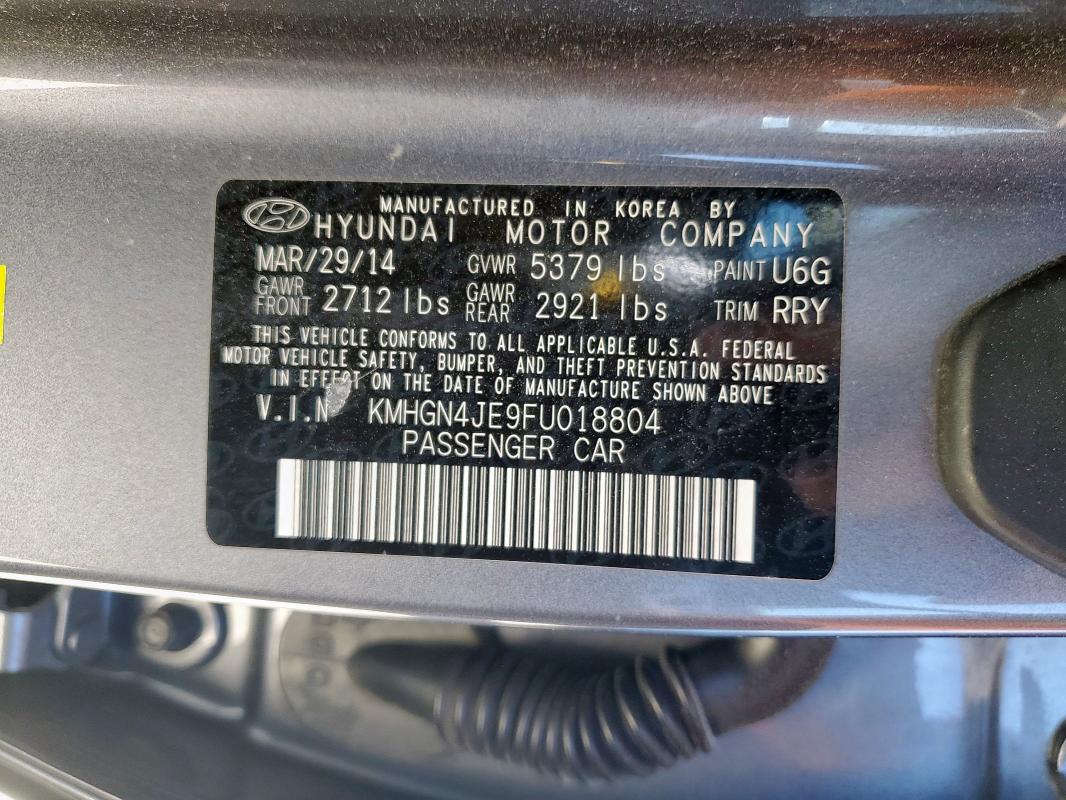 MANUFACTURED IN KOREA BY
HYUNDAI MOTOR COMPANY
MAR/29/14 GVWR 5379 lbs PAINT U6G
GAWR FRONT 2712 lbs GAWR REAR 2921 lbs TRIM RRY
THIS VEHICLE CONFORMS TO ALL APPLICABLE U.S.A. FEDERAL
MOTOR VEHICLE SAFETY, BUMPER, AND THEFT PREVENTION STANDARDS
IN EFFECT ON THE DATE OF MANUFACTURE SHOWN ABOVE
V.I.N KMHGN4JE9FU018804
PASSENGER CAR